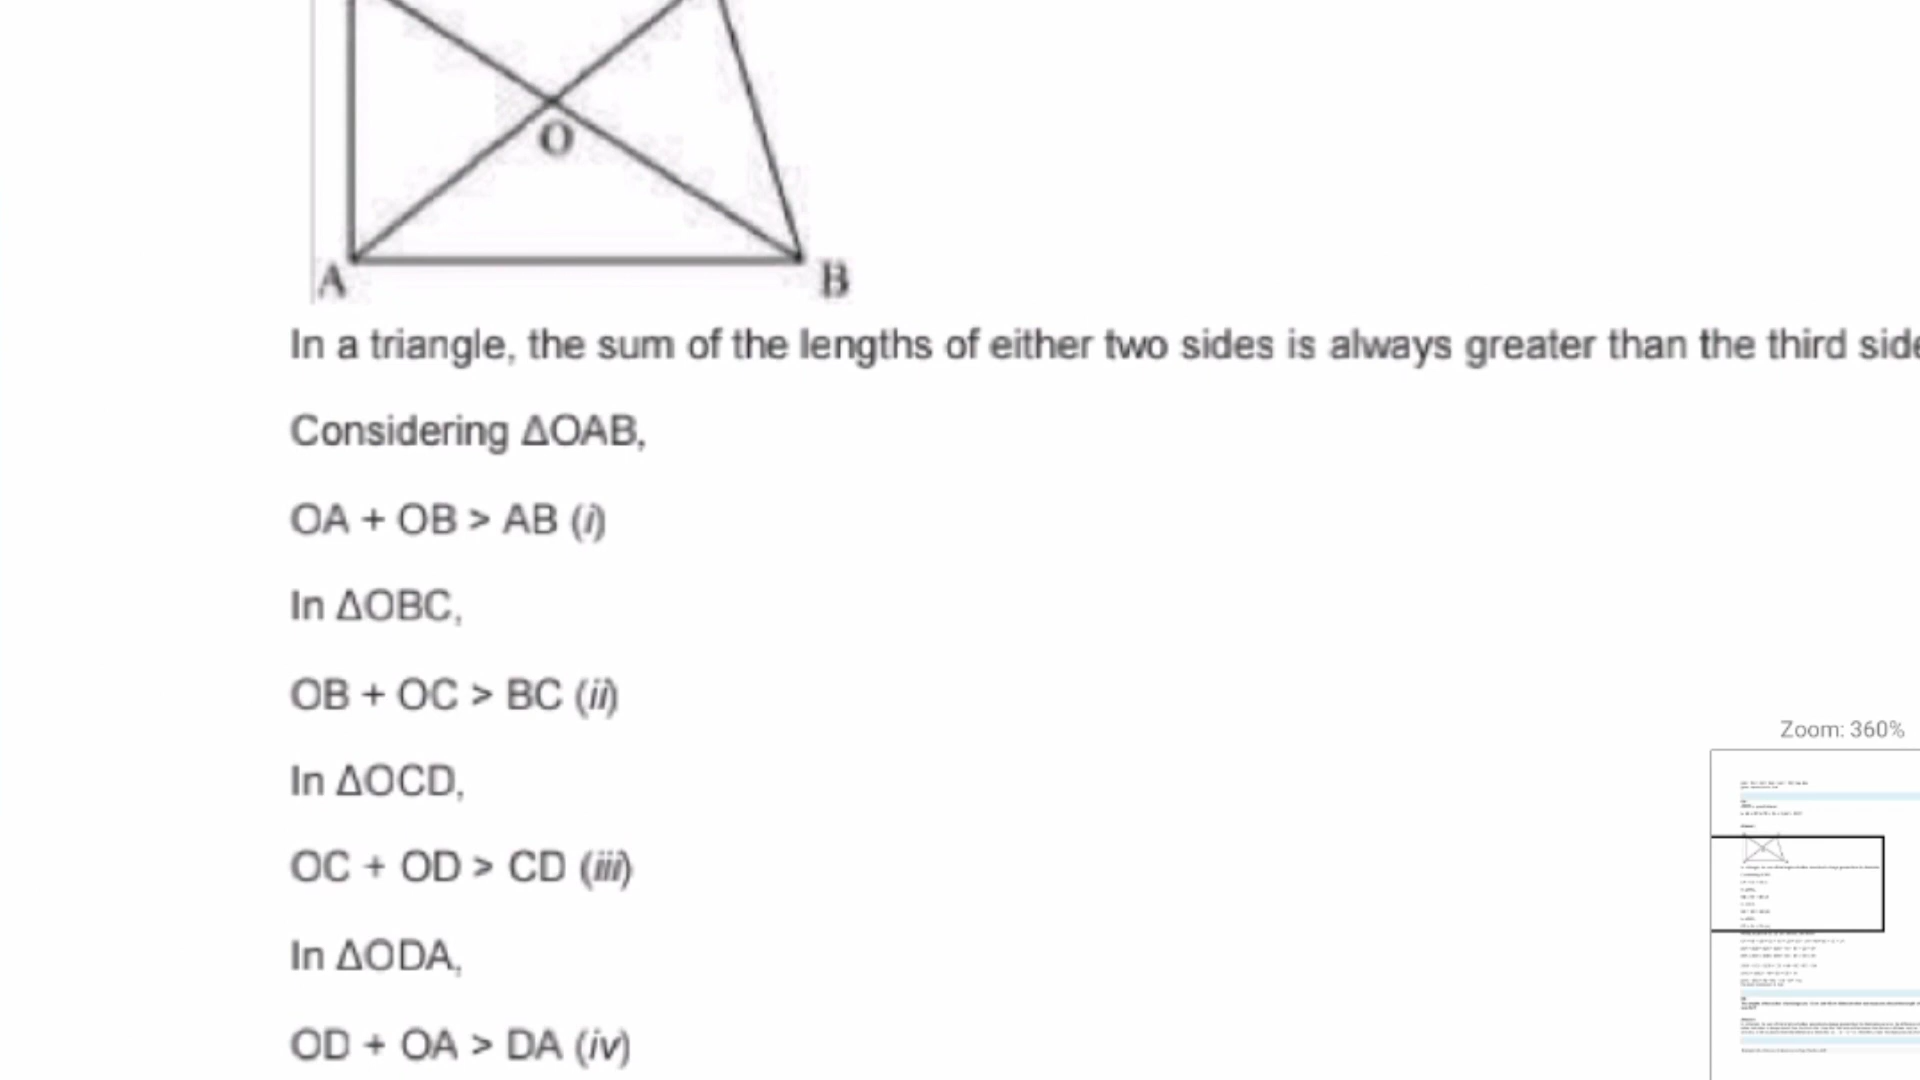 O
A B
In a triangle, the sum of the lengths of either two sides is always greater than the third side
Considering ΔOAB,
OA + OB > AB (i)
In ΔOBC,
OB + OC > BC (ii)
In ΔOCD,
OC + OD > CD (iii)
In ΔODA,
OD + OA > DA (iv)
Zoom: 360%